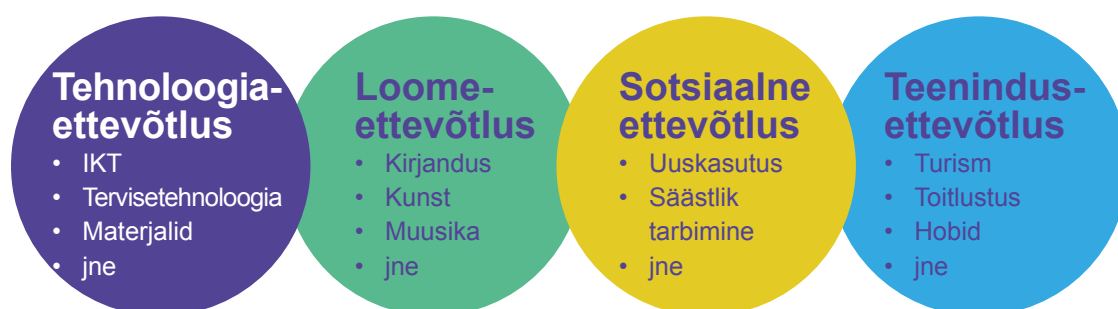 Tehnoloogia-
ettevõtlus
• IKT
• Tervisetehnoloogia
• Materjalid
• jne
Loome-
ettevõtlus
• Kirjandus
• Kunst
• Muusika
• jne
Sotsiaalne
ettevõtlus
• Uuskasutus
• Säästlik
tarbimine
• jne
Teenindus-
ettevõtlus
• Turism
• Toitlustus
• Hobid
• jne